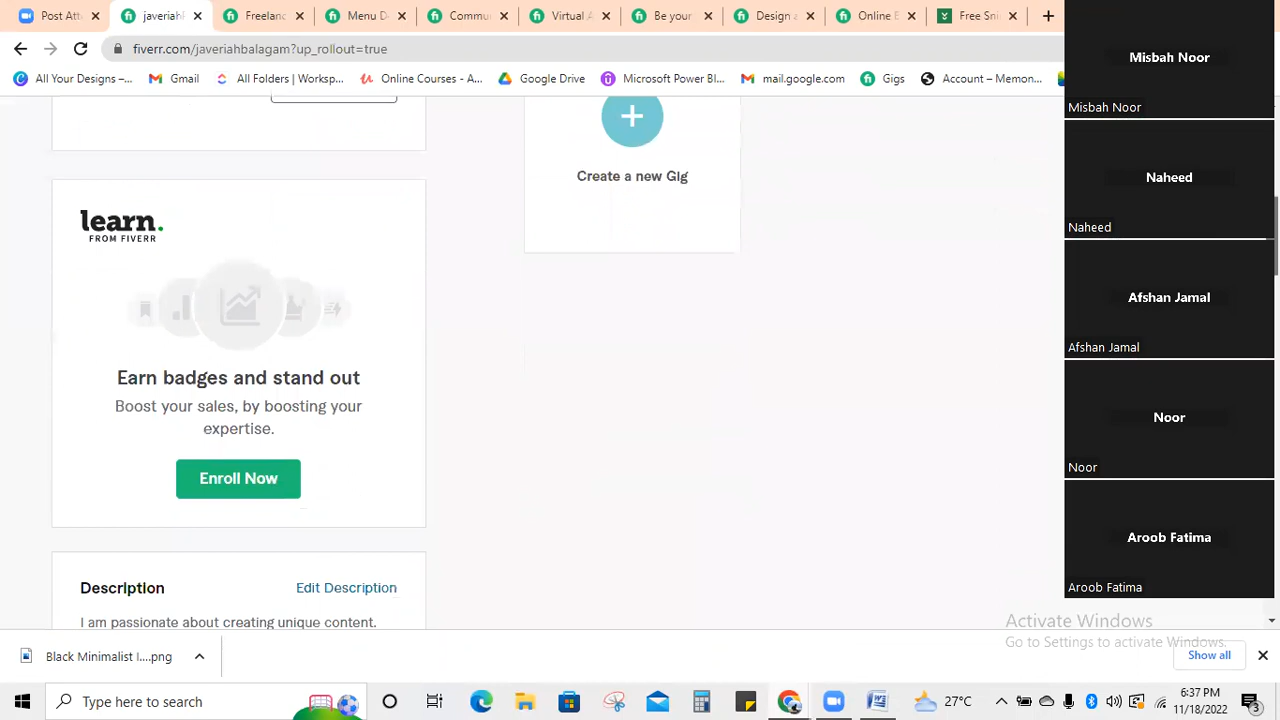 Post Atte
javeriah
Freelanc
Menu D
Commu
Virtual A
Be your
Design a
Online B
Free Sni
fiverr.com/javeriahbalagam?up_rollout=true
All Your Designs –...
Gmail
All Folders | Worksp...
Online Courses - A...
Google Drive
Microsoft Power BI...
mail.google.com
Gigs
Account – Memon...
Create a new Gig
learn.
FROM FIVERR
Earn badges and stand out
Boost your sales, by boosting your
expertise.
Enroll Now
Description
Edit Description
I am passionate about creating unique content.
Misbah Noor
Misbah Noor
Naheed
Naheed
Afshan Jamal
Afshan Jamal
Noor
Noor
Aroob Fatima
Aroob Fatima
Activate Windows
Go to Settings to activate Windows.
Black Minimalist I....png
Show all
Type here to search
27°C
6:37 PM
11/18/2022
3